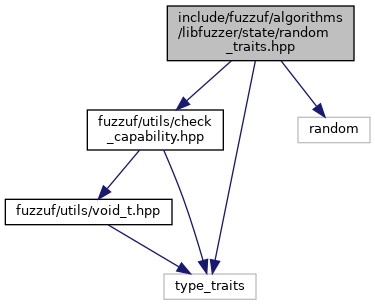 include/fuzzuf/algorithms
/libfuzzer/state/random
_traits.hpp
fuzzuf/utils/check
_capability.hpp
random
fuzzuf/utils/void_t.hpp
type_traits